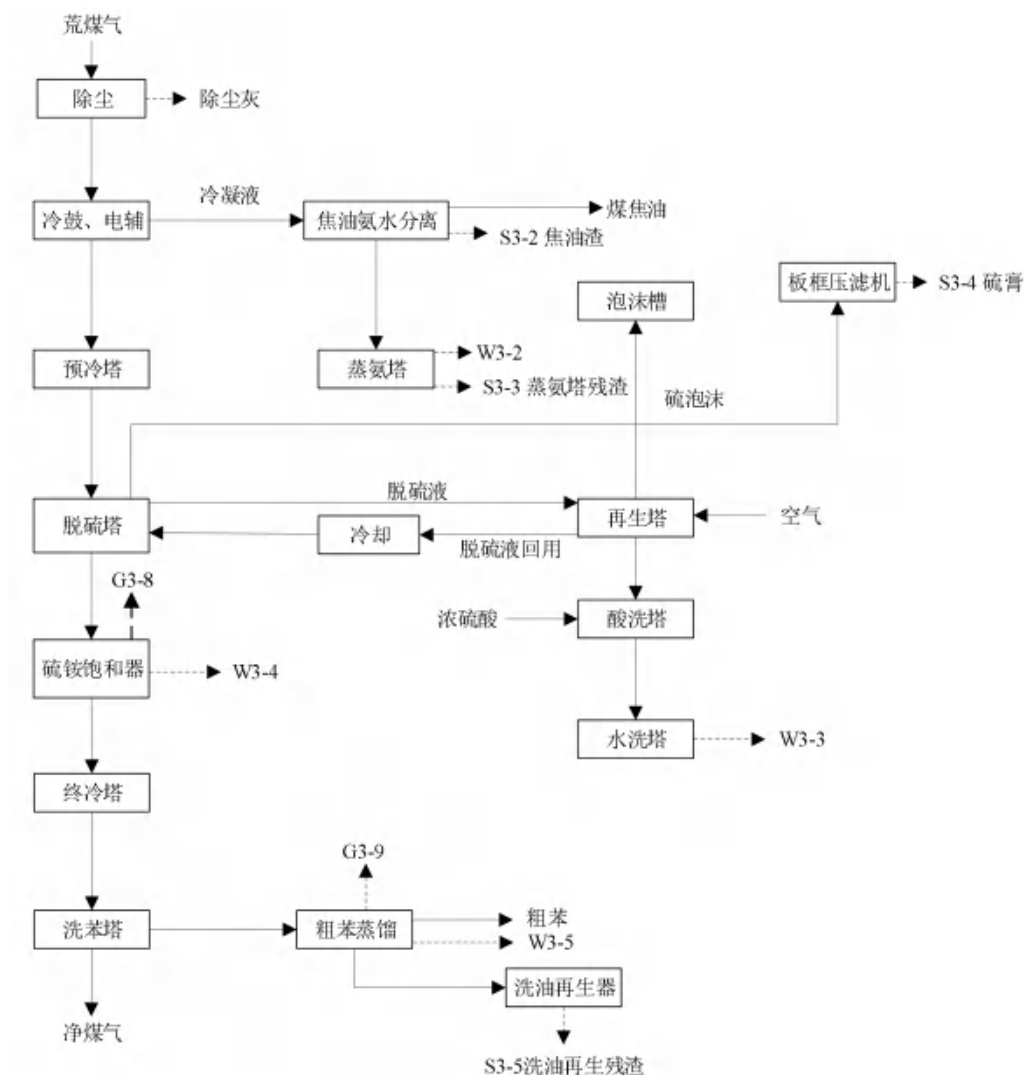 荒煤气
除尘
除尘灰
冷凝液
冷鼓、电辅
焦油氨水分离
煤焦油
S3-2 焦油渣
板框压滤机
S3-4 硫膏
泡沫槽
预冷塔
蒸氨塔
W3-2
S3-3 蒸氨塔残渣
硫泡沫
脱硫液
脱硫塔
冷却
再生塔
空气
脱硫液回用
G3-8
浓硫酸
酸洗塔
硫铵饱和器
W3-4
水洗塔
W3-3
终冷塔
G3-9
洗苯塔
粗苯蒸馏
粗苯
W3-5
洗油再生器
净煤气
S3-5洗油再生残渣